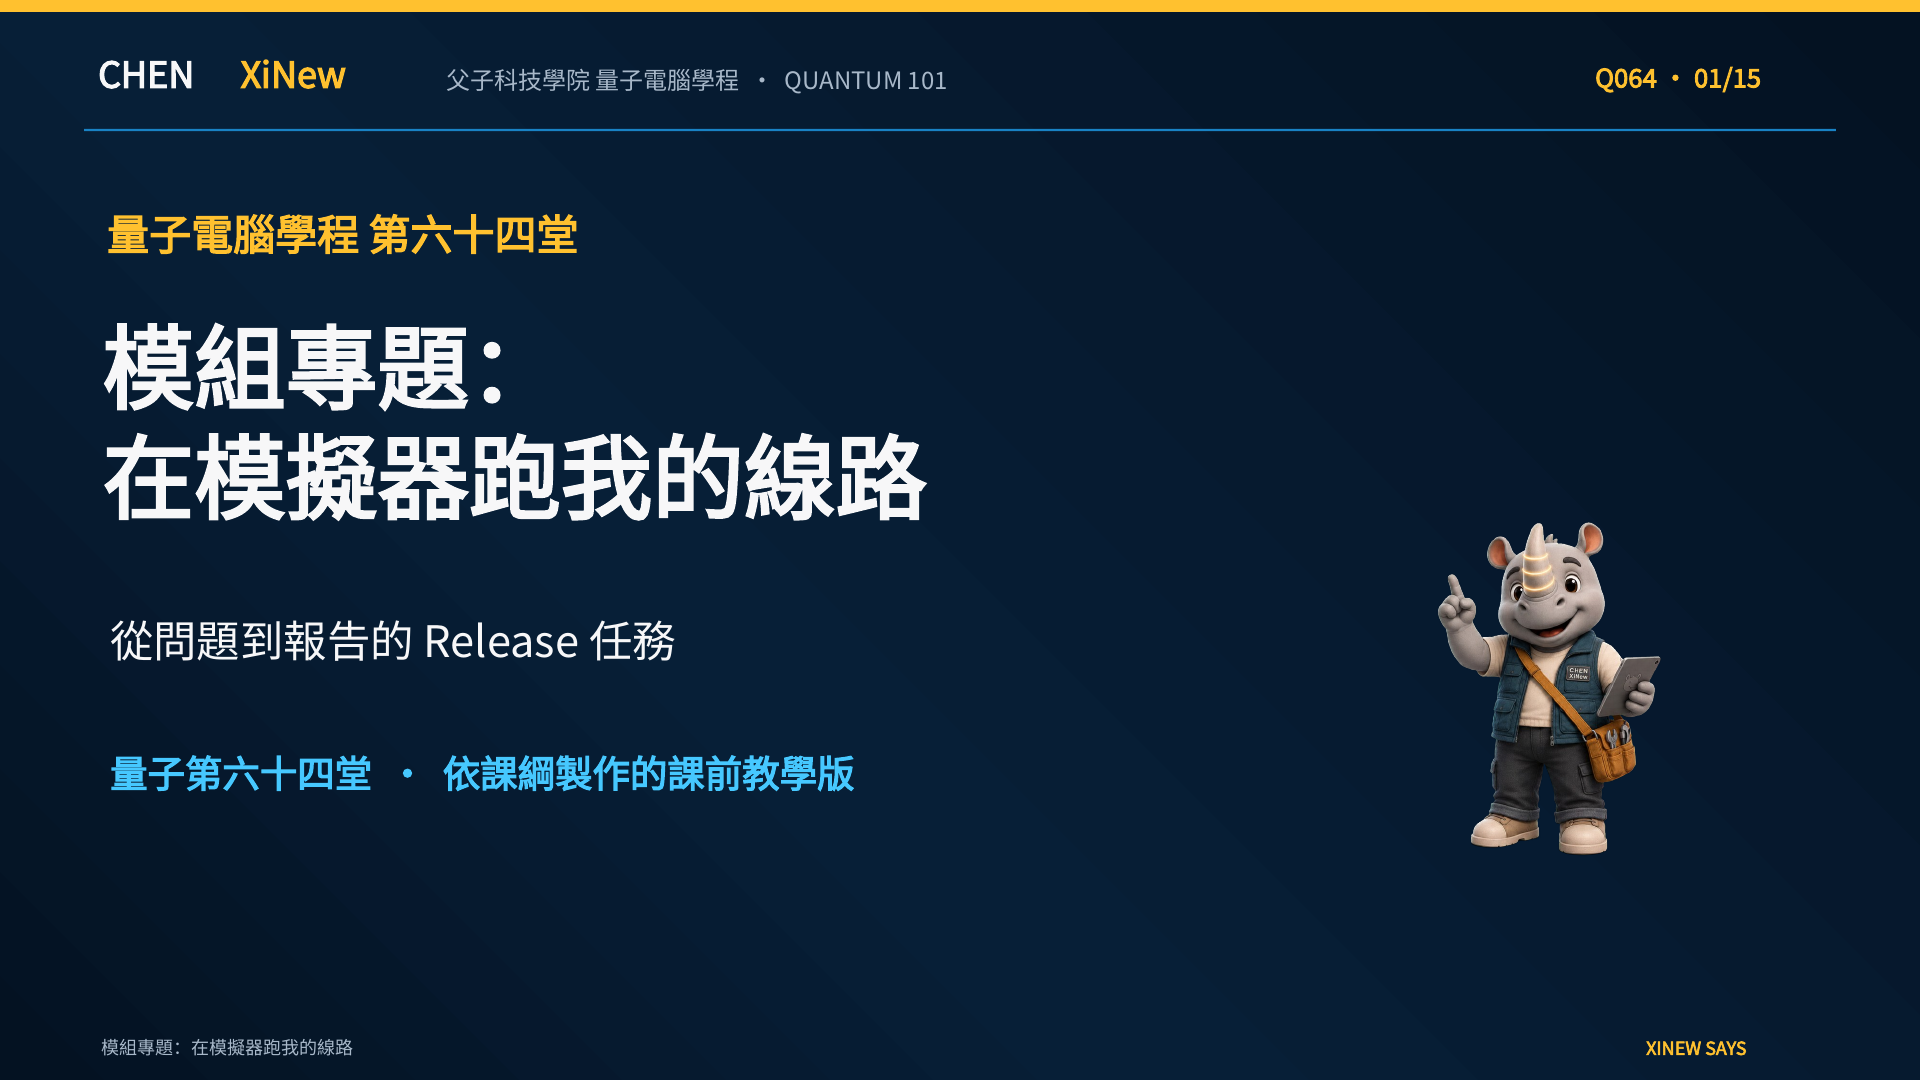 CHEN XiNew 父子科技學院 量子電腦學程 • QUANTUM 101 Q064 • 01/15
量子電腦學程 第六十四堂
模組專題：
在模擬器跑我的線路
從問題到報告的 Release 任務
量子第六十四堂 • 依課綱製作的課前教學版
CHEN
XiNew
模組專題：在模擬器跑我的線路
XINEW SAYS